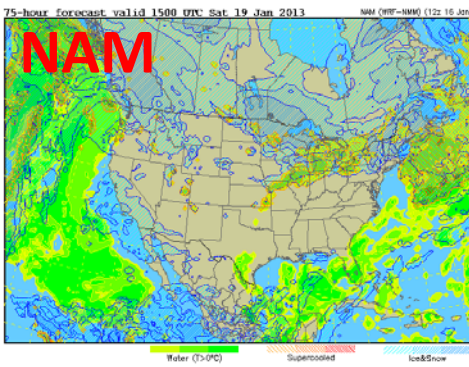 75-hour forecast valid 1500 UTC Sat 19 Jan 2013
NAM (WRF-NMM) (12z 16 Jan
NAM
Water (T>0°C)
Supercooled
Ice&Snow